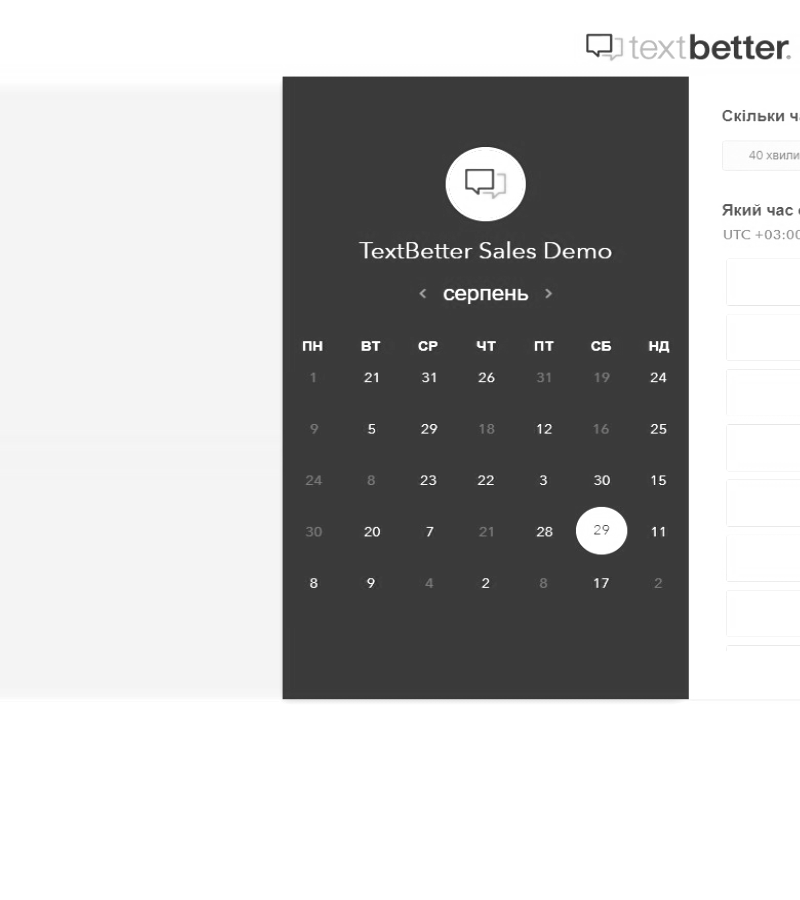 textbetter.
Скільки ч
40 хвили
TextBetter Sales Demo
Який час
UTC +03:00
‹ серпень ›
ПН ВТ СР ЧТ ПТ СБ НД
1 21 31 26 31 19 24
9 5 29 18 12 16 25
24 8 23 22 3 30 15
30 20 7 21 28 29 11
8 9 4 2 8 17 2